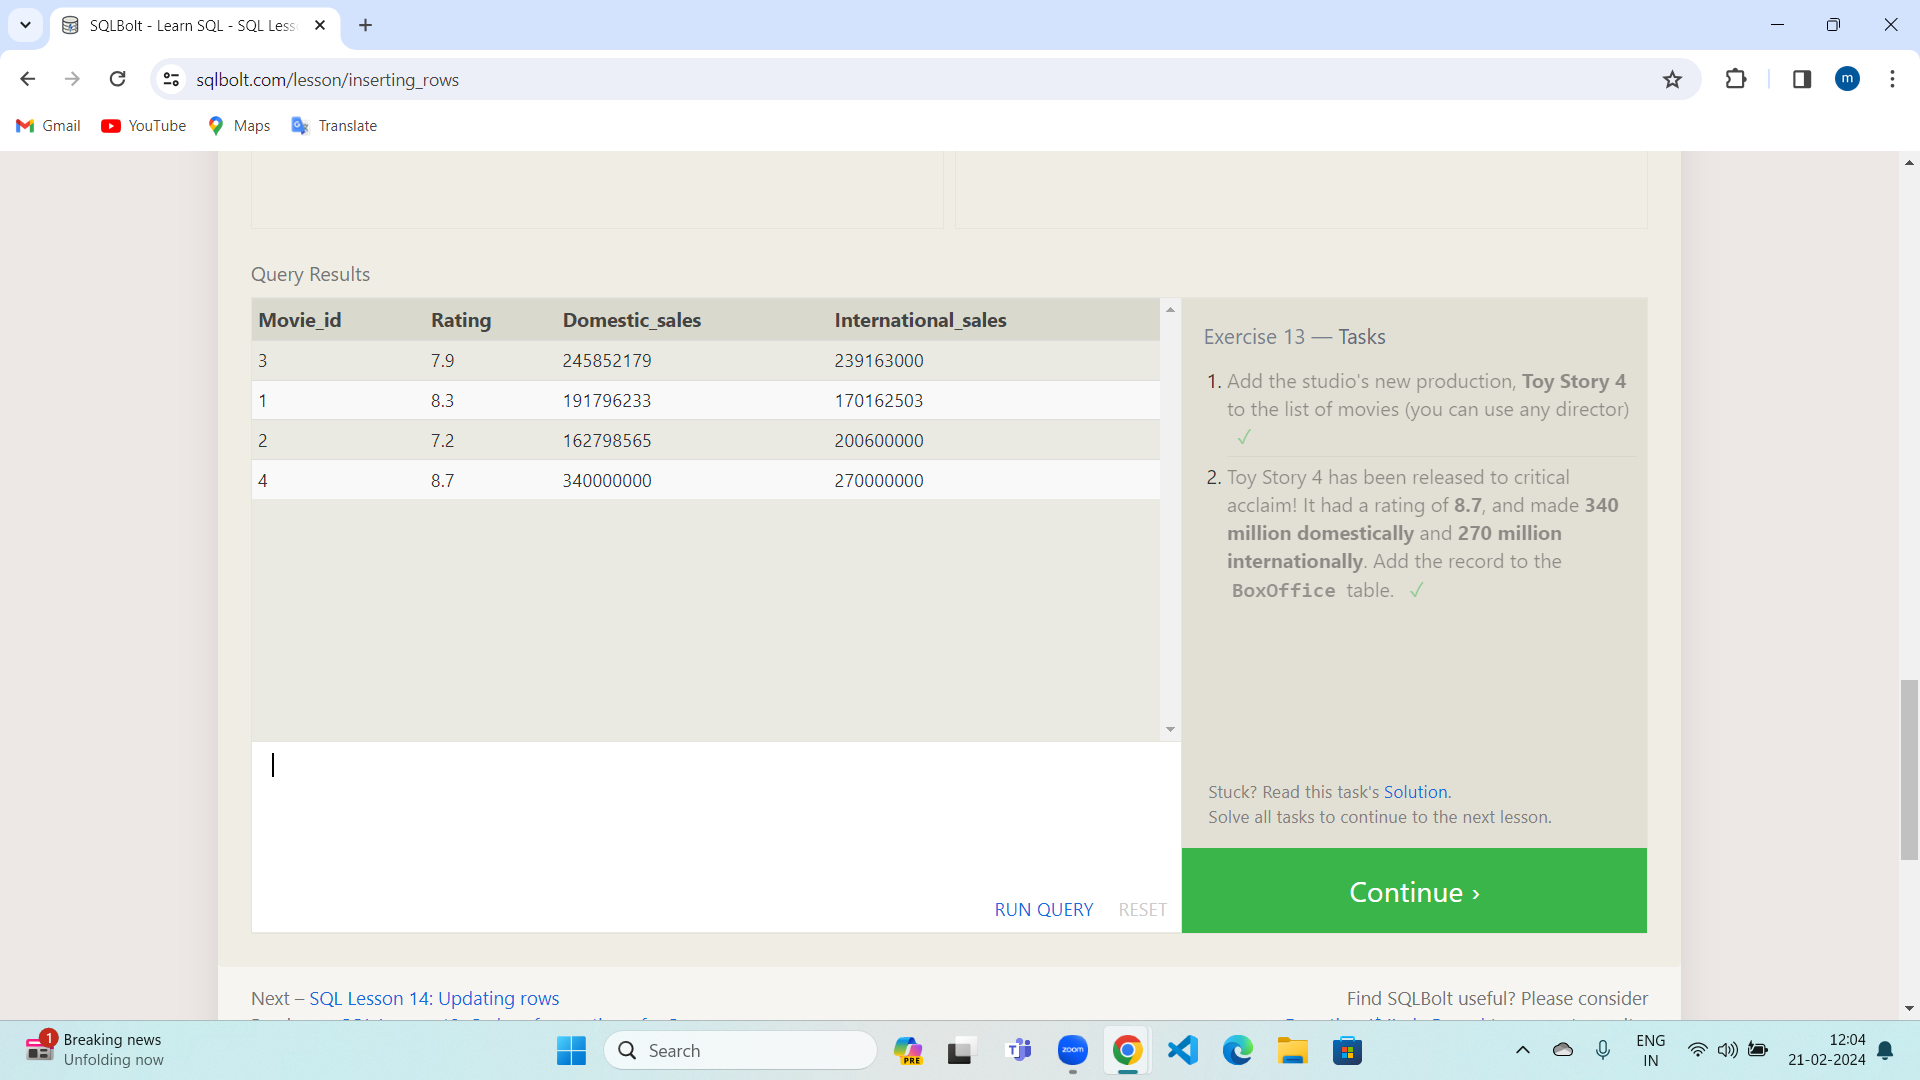 SQLBolt - Learn SQL - SQL Less
sqlbolt.com/lesson/inserting_rows
m
Gmail YouTube Maps Translate
Query Results
Movie_id Rating Domestic_sales International_sales
3 7.9 245852179 239163000
1 8.3 191796233 170162503
2 7.2 162798565 200600000
4 8.7 340000000 270000000
Exercise 13 — Tasks
1. Add the studio's new production, Toy Story 4
to the list of movies (you can use any director)
✓
2. Toy Story 4 has been released to critical
acclaim! It had a rating of 8.7, and made 340
million domestically and 270 million
internationally. Add the record to the
BoxOffice table. ✓
Stuck? Read this task's Solution.
Solve all tasks to continue to the next lesson.
RUN QUERY RESET
Continue ›
Next – SQL Lesson 14: Updating rows
Find SQLBolt useful? Please consider
1
Breaking news
Unfolding now
Search
PRE
zoom
ENG
IN
12:04
21-02-2024